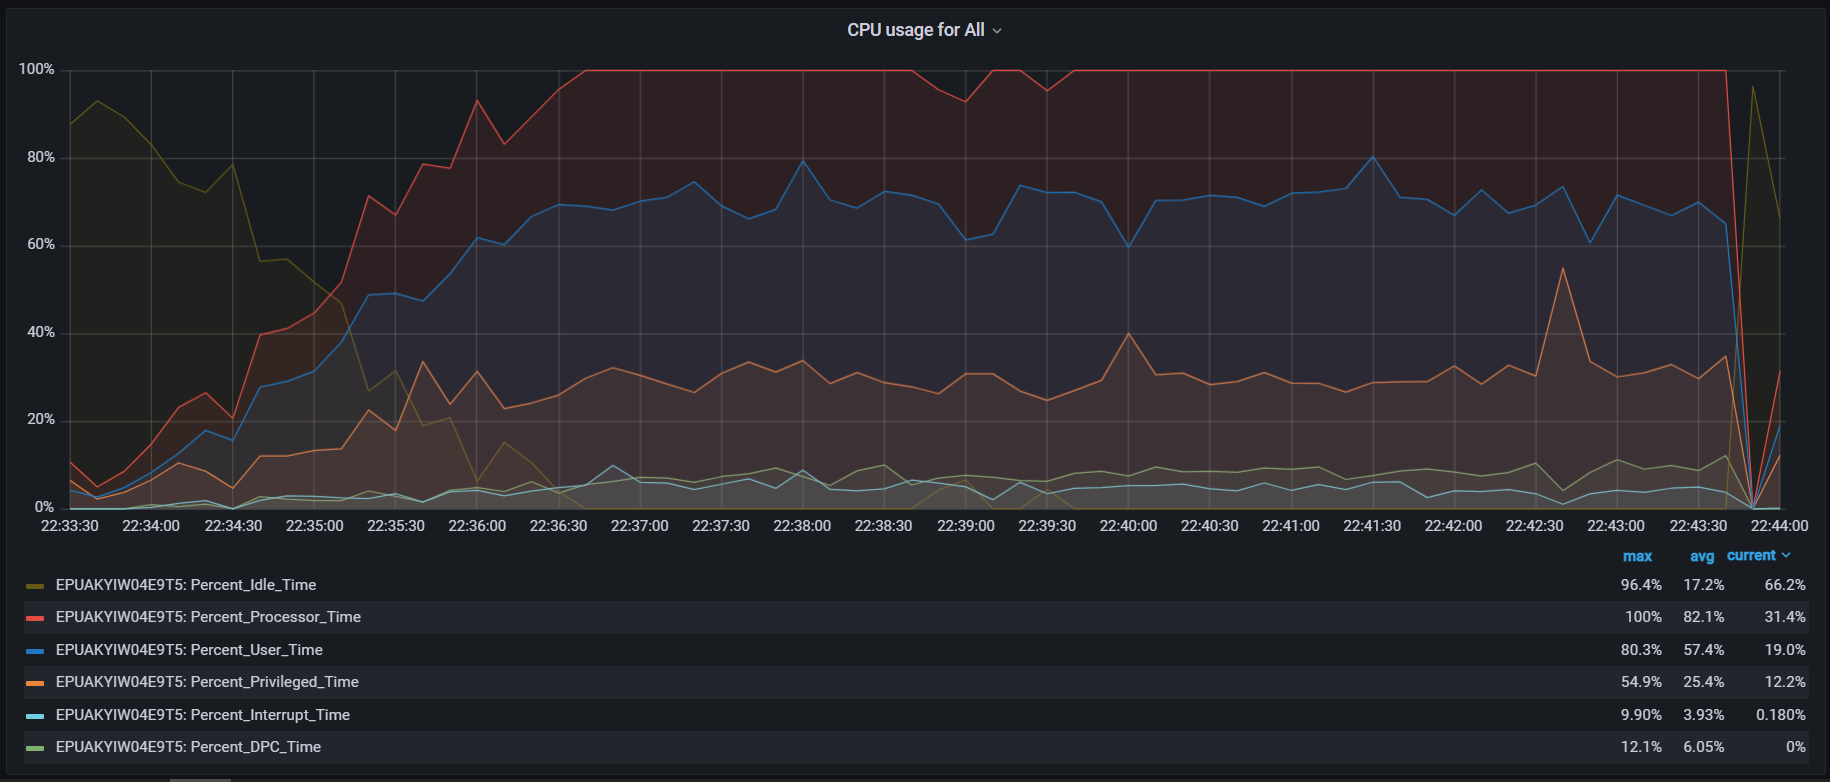 CPU usage for All
100%
80%
60%
40%
20%
0%
22:33:30 22:34:00 22:34:30 22:35:00 22:35:30 22:36:00 22:36:30 22:37:00 22:37:30 22:38:00 22:38:30 22:39:00 22:39:30 22:40:00 22:40:30 22:41:00 22:41:30 22:42:00 22:42:30 22:43:00 22:43:30 22:44:00
max avg current
EPUAKYIW04E9T5: Percent_Idle_Time 96.4% 17.2% 66.2%
EPUAKYIW04E9T5: Percent_Processor_Time 100% 82.1% 31.4%
EPUAKYIW04E9T5: Percent_User_Time 80.3% 57.4% 19.0%
EPUAKYIW04E9T5: Percent_Privileged_Time 54.9% 25.4% 12.2%
EPUAKYIW04E9T5: Percent_Interrupt_Time 9.90% 3.93% 0.180%
EPUAKYIW04E9T5: Percent_DPC_Time 12.1% 6.05% 0%